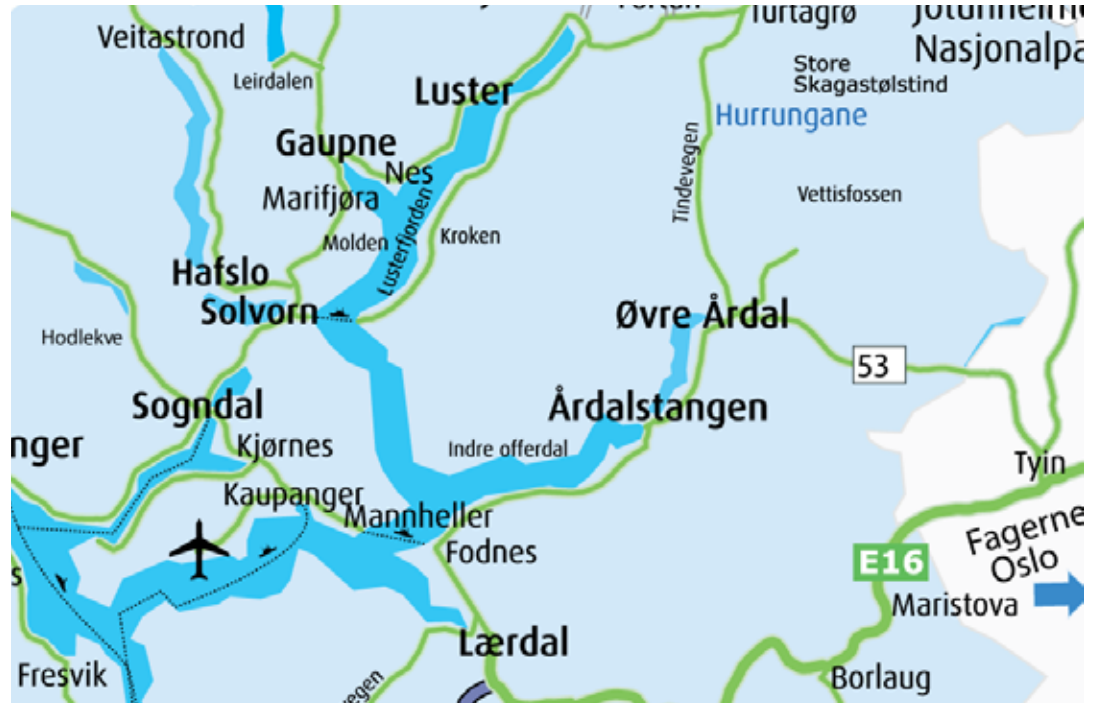 Turtagrø
Veitastrond
Nasjonalpa
Store
Skagastølstind
Leirdalen
Luster
Hurrungane
Gaupne
Nes
Tindevegen
Marifjøra
Vettisfossen
Lusterfjorden
Molden
Kroken
Hafslo
Solvorn
Øvre Årdal
Hodlekve
53
Sogndal
Årdalstangen
nger
Kjørnes
Indre offerdal
Tyin
Kaupanger
Mannheller
Fagerne
Oslo
Fodnes
E16
s
Maristova
Lærdal
Fresvik
vegen
Borlaug